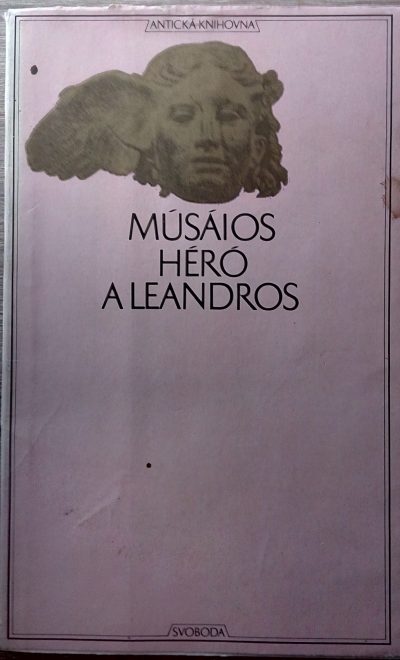 ANTICKÁ KNIHOVNA
MÚSÁIOS
HÉRÓ
A LEANDROS
SVOBODA